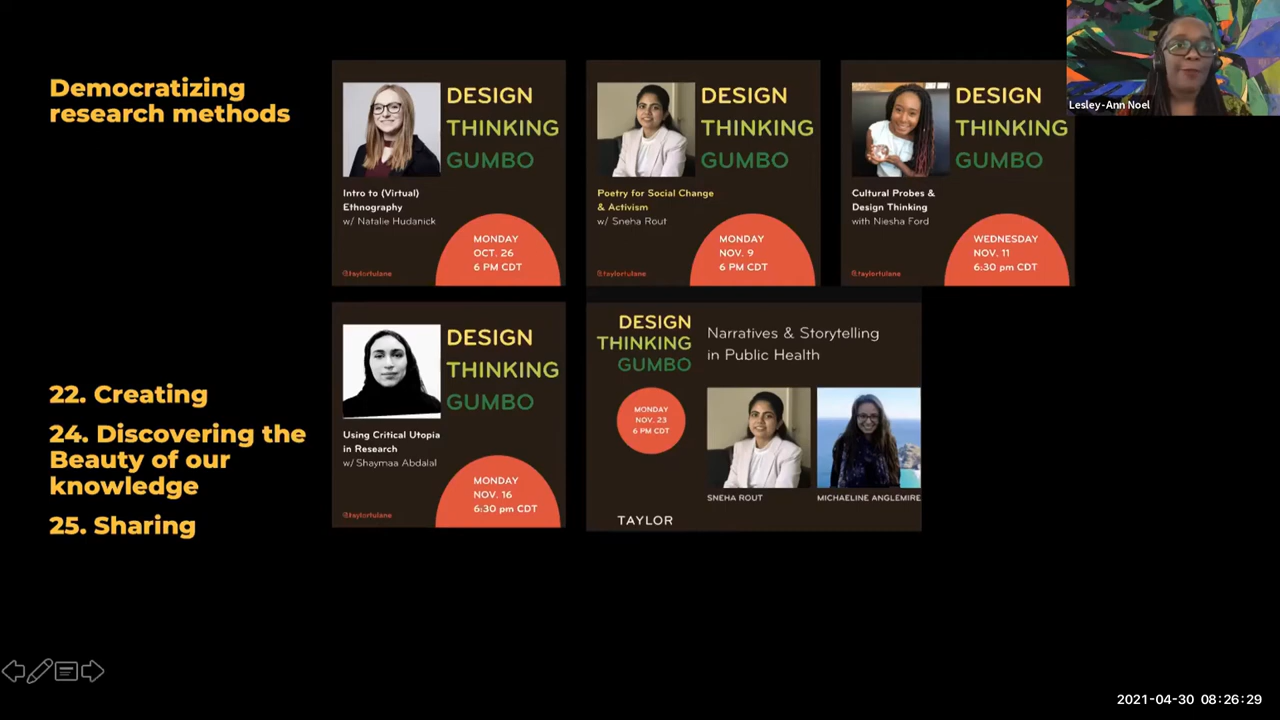 Democratizing
research methods
DESIGN
THINKING
GUMBO
Intro to (Virtual)
Ethnography
w/ Natalie Hudanick
MONDAY
OCT. 26
6 PM CDT
@taylortulane
DESIGN
THINKING
GUMBO
Poetry for Social Change
& Activism
w/ Sneha Rout
MONDAY
NOV. 9
6 PM CDT
@taylortulane
DESIGN
THINKING
GUMBO
Cultural Probes &
Design Thinking
with Niesha Ford
WEDNESDAY
NOV. 11
6:30 pm CDT
@taylortulane
Lesley-Ann Noel
22. Creating
24. Discovering the
Beauty of our
knowledge
25. Sharing
DESIGN
THINKING
GUMBO
Using Critical Utopia
in Research
w/ Shaymaa Abdalal
MONDAY
NOV. 16
6:30 pm CDT
@taylortulane
DESIGN
THINKING
GUMBO
Narratives & Storytelling
in Public Health
MONDAY
NOV. 23
6 PM CDT
SNEHA ROUT
MICHAELINE ANGLEMIRE
TAYLOR
2021-04-30 08:26:29